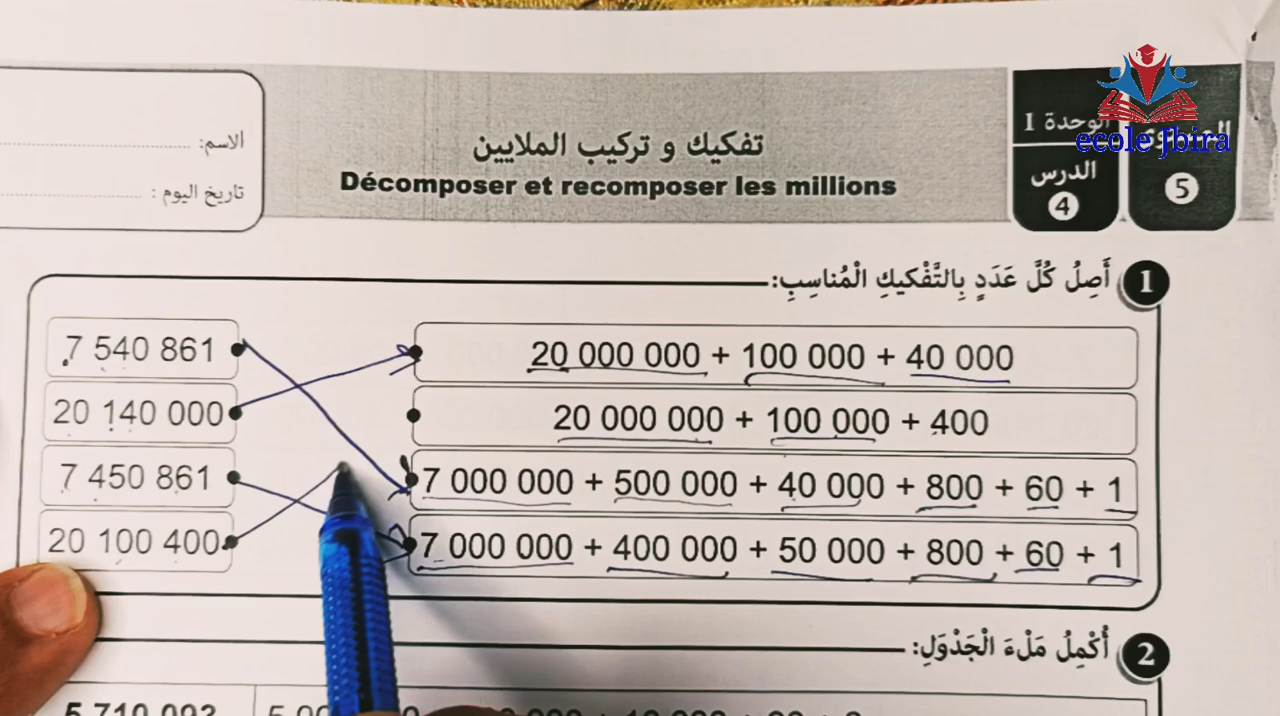 ecole Jbira
5
الوحدة 1
الدرس
4
تفكيك و تركيب الملايين
Décomposer et recomposer les millions
الاسم:
تاريخ اليوم :
1 أَصِلُ كُلَّ عَدَدٍ بِالتَّفْكيكِ الْمُناسِبِ:
7 540 861 20 000 000 + 100 000 + 40 000
20 140 000 20 000 000 + 100 000 + 400
7 450 861 7 000 000 + 500 000 + 40 000 + 800 + 60 + 1
20 100 400 7 000 000 + 400 000 + 50 000 + 800 + 60 + 1
2 أُكْمِلُ مَلْءَ الْجَدْوَلِ: